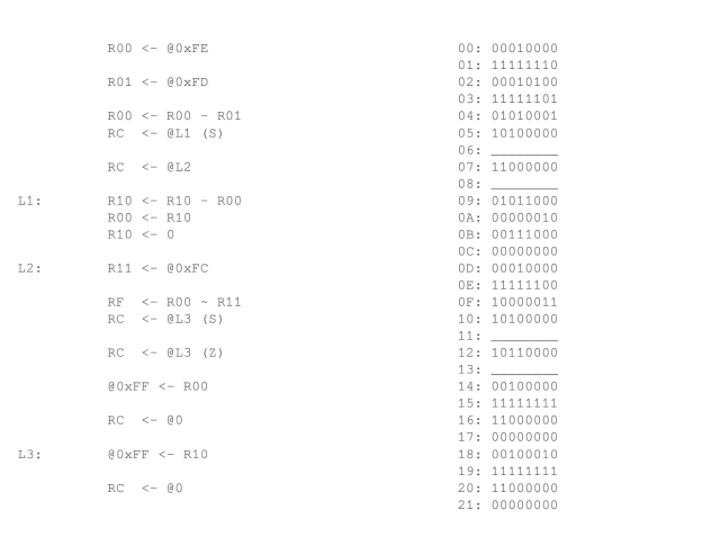 R00 <- @0xFE 00: 00010000
01: 11111110
R01 <- @0xFD 02: 00010100
03: 11111101
R00 <- R00 - R01 04: 01010001
RC <- @L1 (S) 05: 10100000
06: ________
RC <- @L2 07: 11000000
08: ________
L1: R10 <- R10 - R00 09: 01011000
R00 <- R10 0A: 00000010
R10 <- 0 0B: 00111000
0C: 00000000
L2: R11 <- @0xFC 0D: 00010000
0E: 11111100
RF <- R00 ~ R11 0F: 10000011
RC <- @L3 (S) 10: 10100000
11: ________
RC <- @L3 (Z) 12: 10110000
13: ________
@0xFF <- R00 14: 00100000
15: 11111111
RC <- @0 16: 11000000
17: 00000000
L3: @0xFF <- R10 18: 00100010
19: 11111111
RC <- @0 20: 11000000
21: 00000000